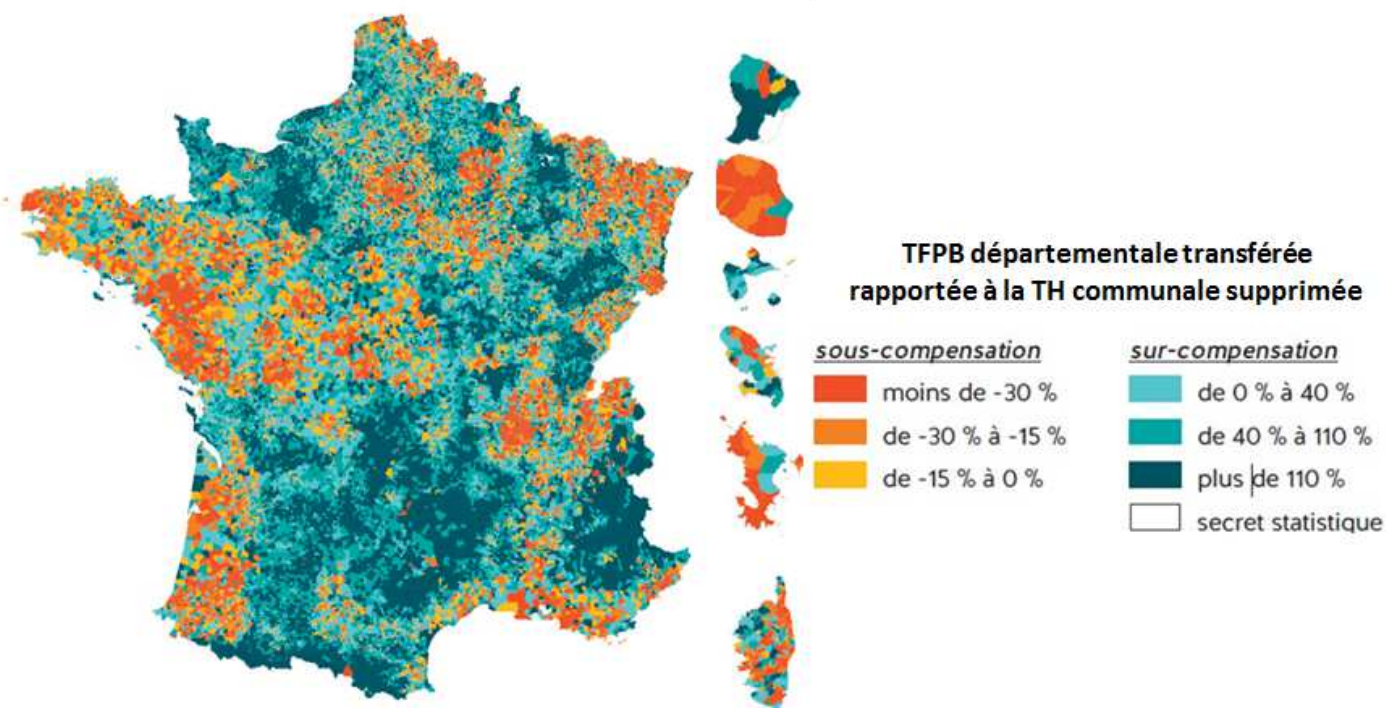 TFPB départementale transférée
rapportée à la TH communale supprimée
sous-compensation
moins de -30 %
de -30 % à -15 %
de -15 % à 0 %
sur-compensation
de 0 % à 40 %
de 40 % à 110 %
plus de 110 %
secret statistique